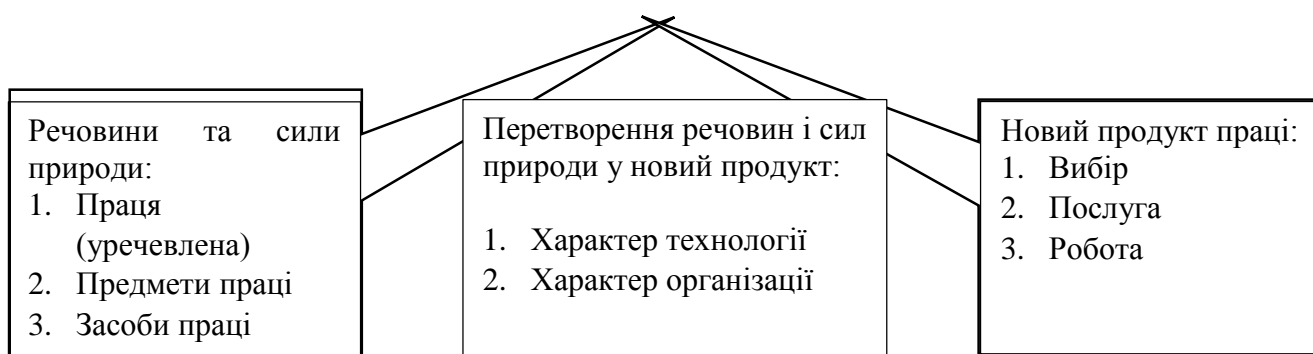 Речовини та сили
природи:
1. Праця
(уречевлена)
2. Предмети праці
3. Засоби праці
Перетворення речовин і сил
природи у новий продукт:
1. Характер технології
2. Характер організації
Новий продукт праці:
1. Вибір
2. Послуга
3. Робота